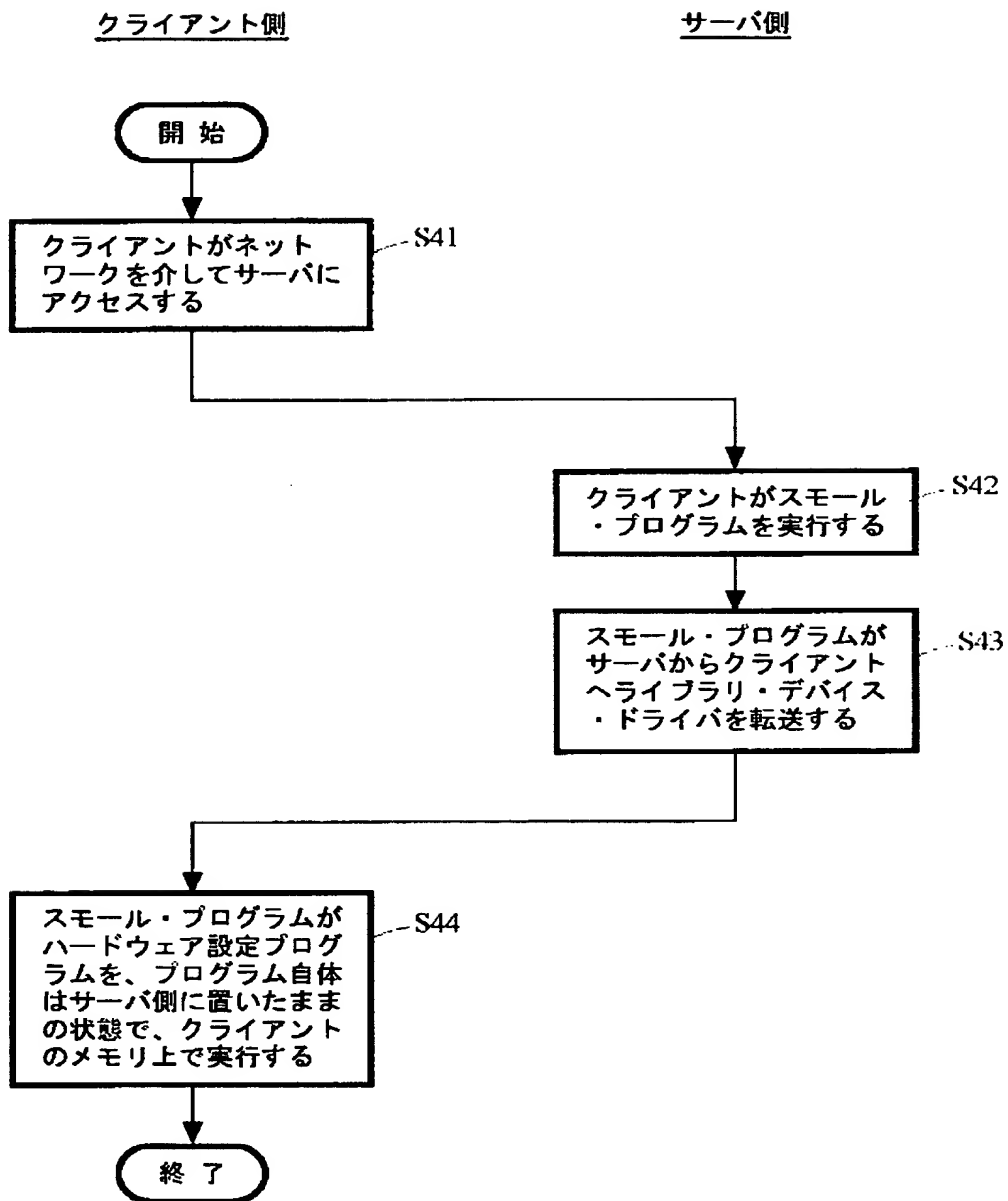 クライアント側
サーバ側
開 始
クライアントがネット
ワークを介してサーバに
アクセスする
S41
クライアントがスモール
・プログラムを実行する
S42
スモール・プログラムが
サーバからクライアント
へライブラリ・デバイス
・ドライバを転送する
S43
スモール・プログラムが
ハードウェア設定プログ
ラムを、プログラム自体
はサーバ側に置いたまま
の状態で、クライアント
のメモリ上で実行する
S44
終 了